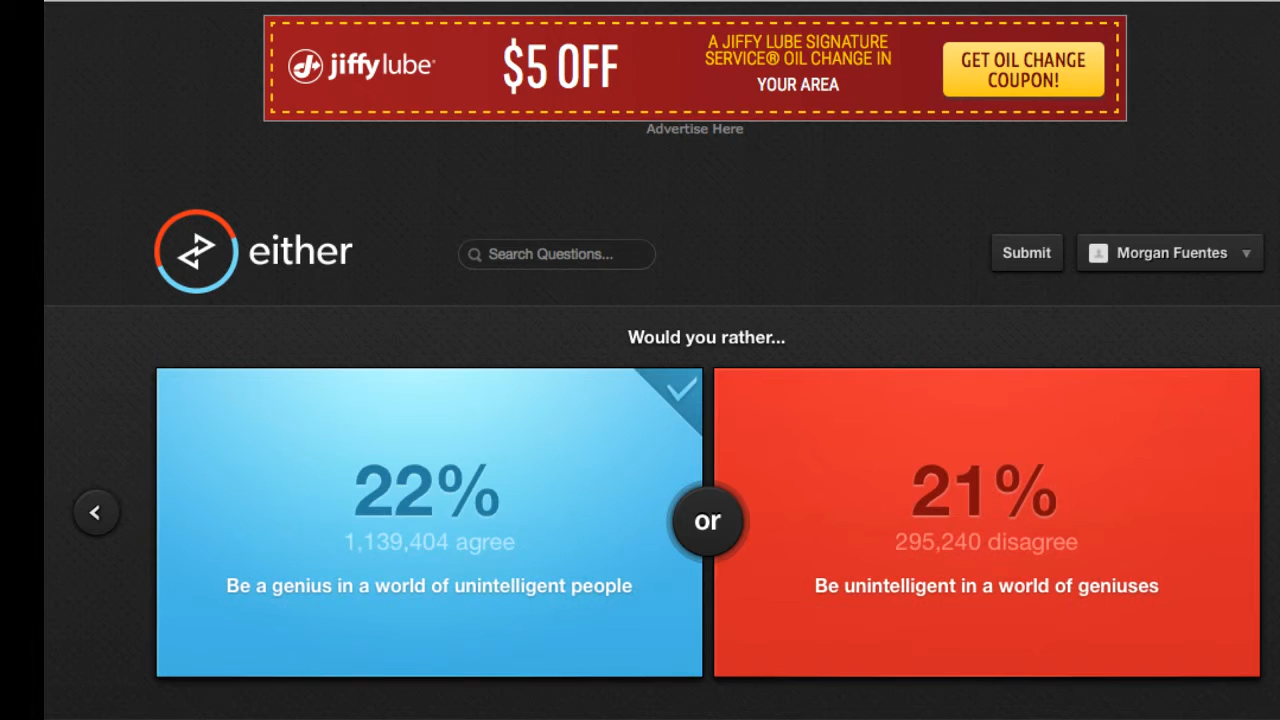 jiffylube
$5 OFF
A JIFFY LUBE SIGNATURE
SERVICE® OIL CHANGE IN
YOUR AREA
GET OIL CHANGE
COUPON!
Advertise Here
either
Search Questions...
Submit
Morgan Fuentes
Would you rather...
22%
1,139,404 agree
Be a genius in a world of unintelligent people
or
21%
295,240 disagree
Be unintelligent in a world of geniuses